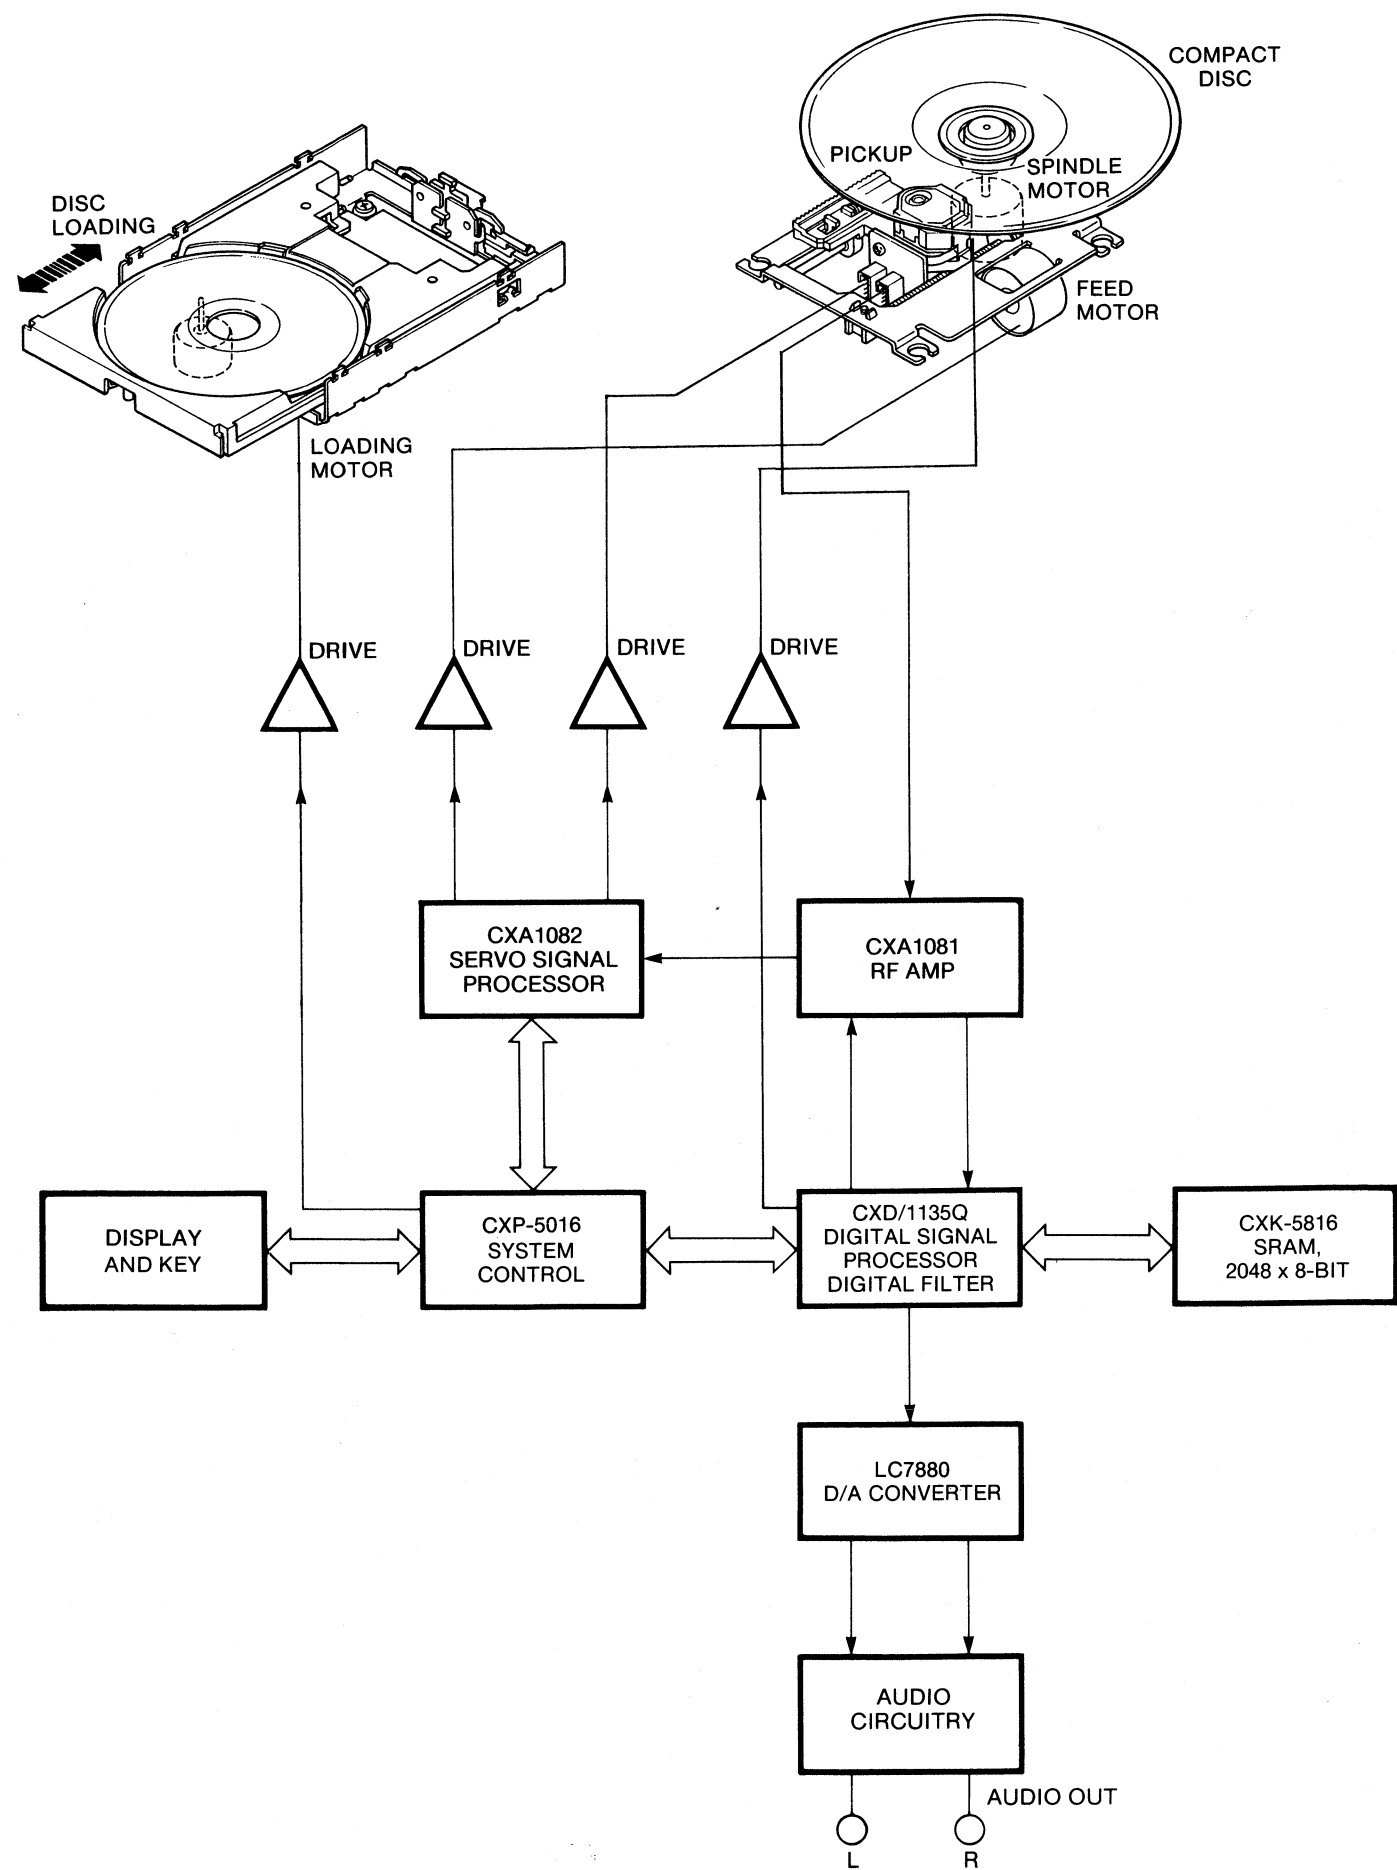 COMPACT
DISC
PICKUP
SPINDLE
MOTOR
DISC
LOADING
FEED
MOTOR
LOADING
MOTOR
DRIVE
DRIVE
DRIVE
DRIVE
CXA1082
SERVO SIGNAL
PROCESSOR
CXA1081
RF AMP
DISPLAY
AND KEY
CXP-5016
SYSTEM
CONTROL
CXD/1135Q
DIGITAL SIGNAL
PROCESSOR
DIGITAL FILTER
CXK-5816
SRAM,
2048 x 8-BIT
LC7880
D/A CONVERTER
AUDIO
CIRCUITRY
AUDIO OUT
L
R